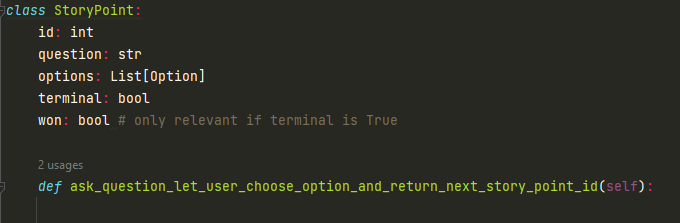 class StoryPoint:
    id: int
    question: str
    options: List[Option]
    terminal: bool
    won: bool # only relevant if terminal is True
    2 usages
    def ask_question_let_user_choose_option_and_return_next_story_point_id(self):